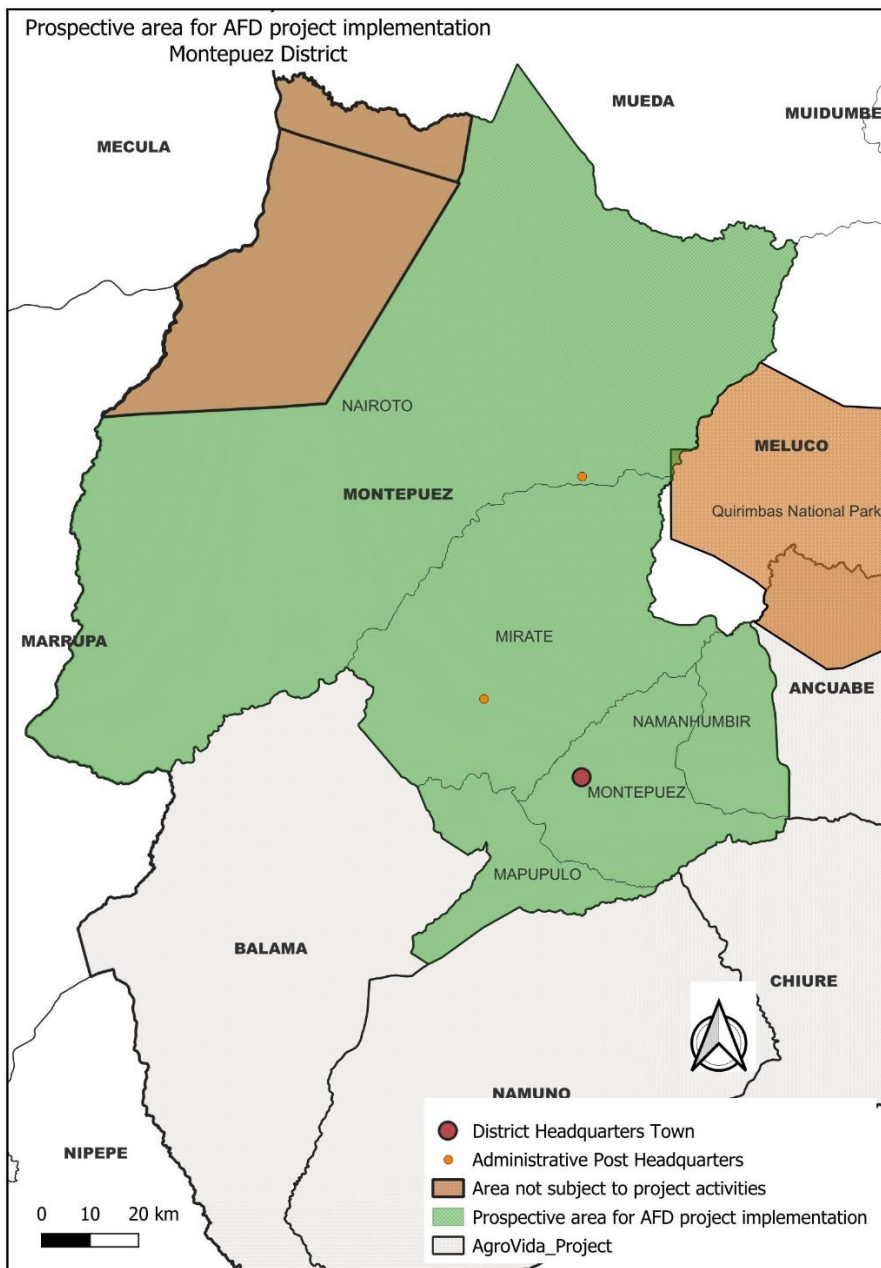 Prospective area for AFD project implementation
Montepuez District
MUEDA
MUIDUMBE
MECULA
NAIROTO
MELUCO
MONTEPUEZ
Quirimbas National Park
MIRATE
MARRUPA
ANCUABE
NAMANHUMBIR
MONTEPUEZ
MAPUPULO
BALAMA
CHIURE
NAMUNO
NIPEPE
District Headquarters Town
Administrative Post Headquarters
Area not subject to project activities
Prospective area for AFD project implementation
AgroVida_Project
0 10 20 km